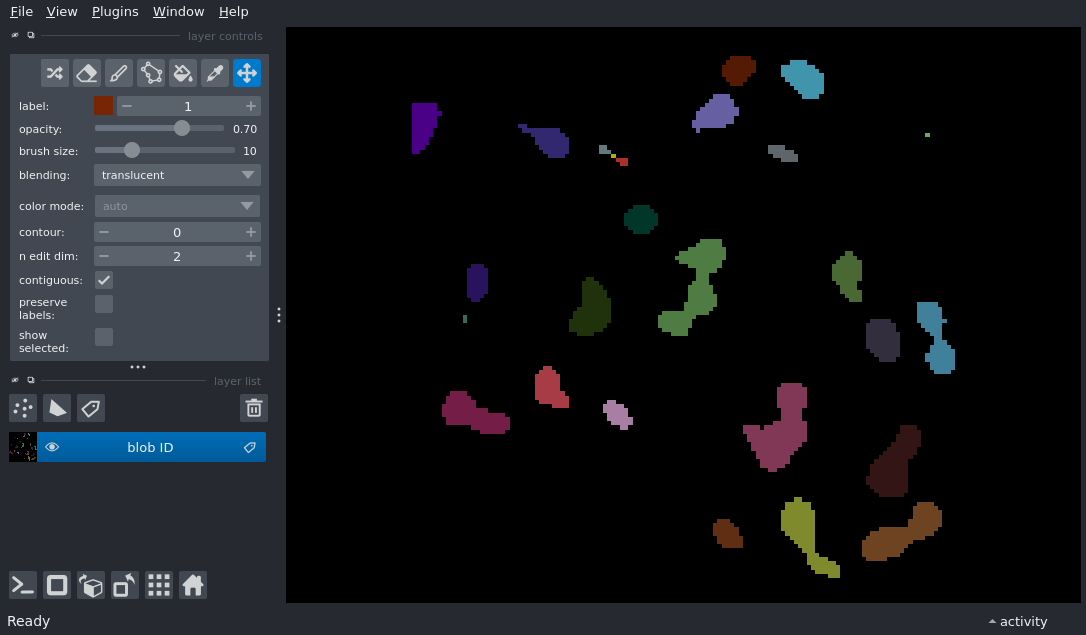 File View Plugins Window Help
layer controls
label: 1
opacity: 0.70
brush size: 10
blending: translucent
color mode: auto
contour: 0
n edit dim: 2
contiguous:
preserve
labels:
show
selected:
layer list
blob ID
Ready
activity